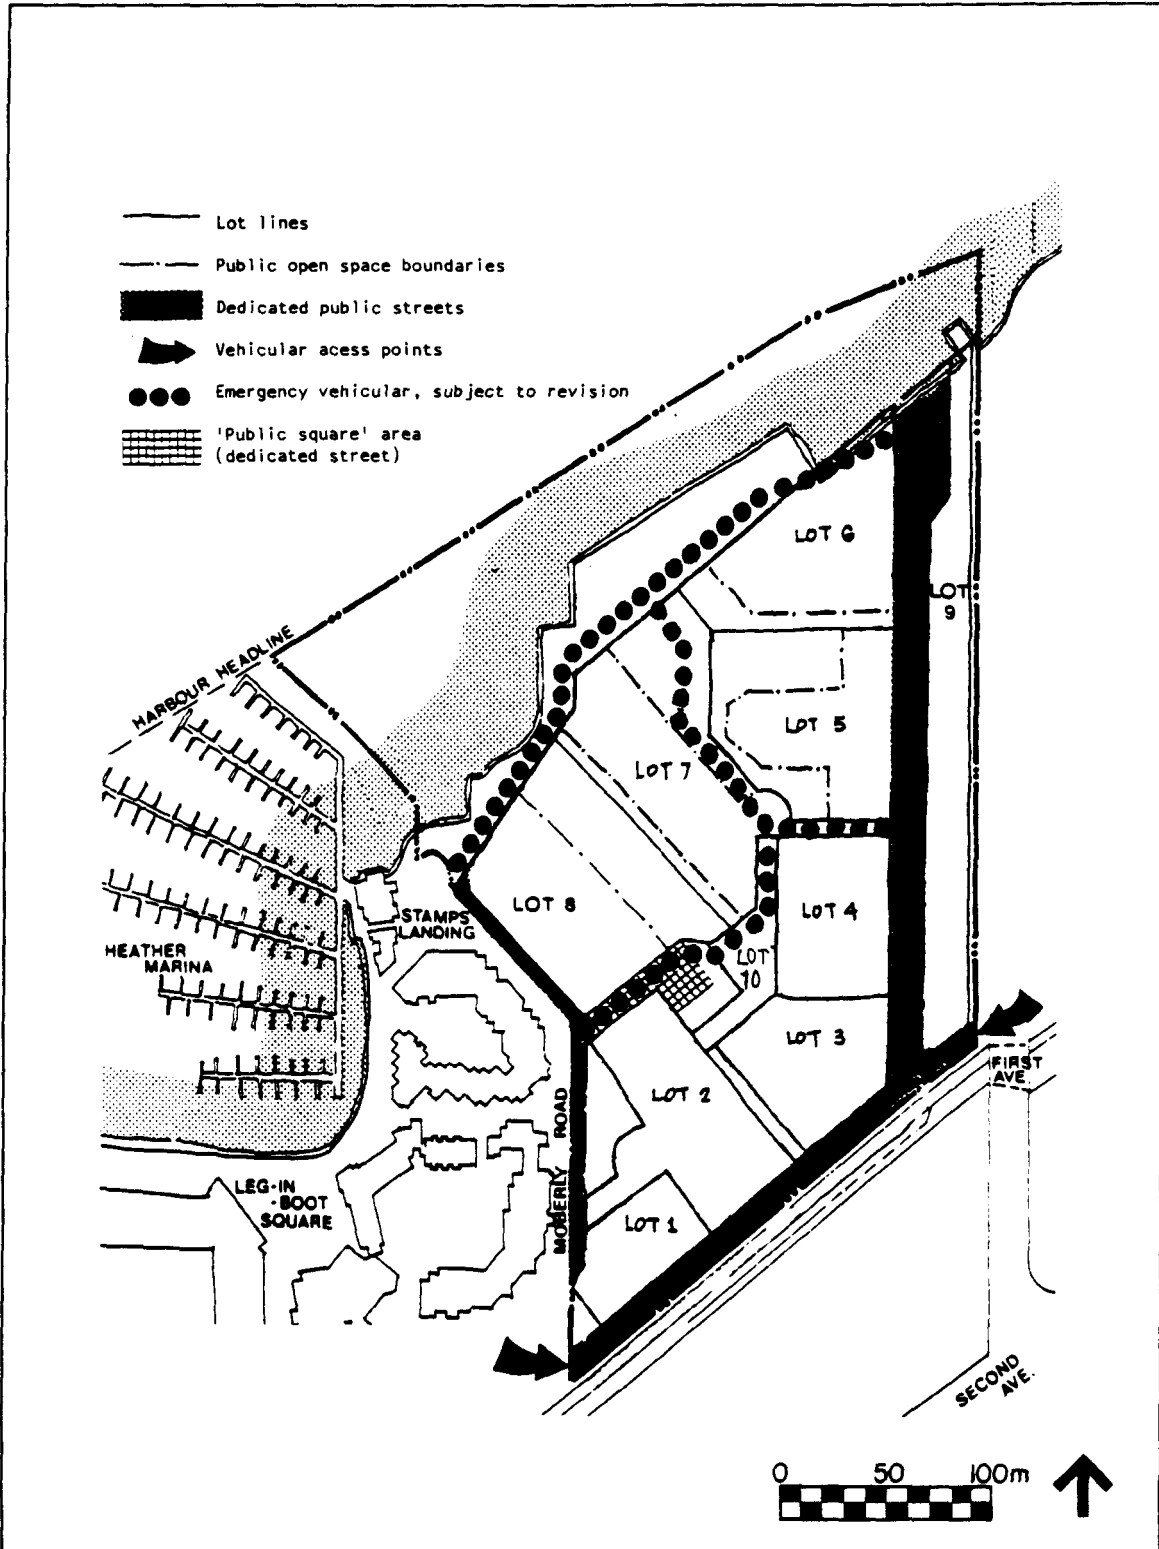 Lot lines
Public open space boundaries
Dedicated public streets
Vehicular acess points
Emergency vehicular, subject to revision
'Public square' area
(dedicated street)
HARBOUR HEADLINE
LOT 6
LOT
9
LOT 5
LOT 7
LOT 8
LOT 4
STAMPS
LANDING
HEATHER
MARINA
LOT
10
LOT 3
FIRST
AVE.
LOT 2
MOBERLY ROAD
LEG-IN
-BOOT
SQUARE
LOT 1
SECOND
AVE.
0 50 100m